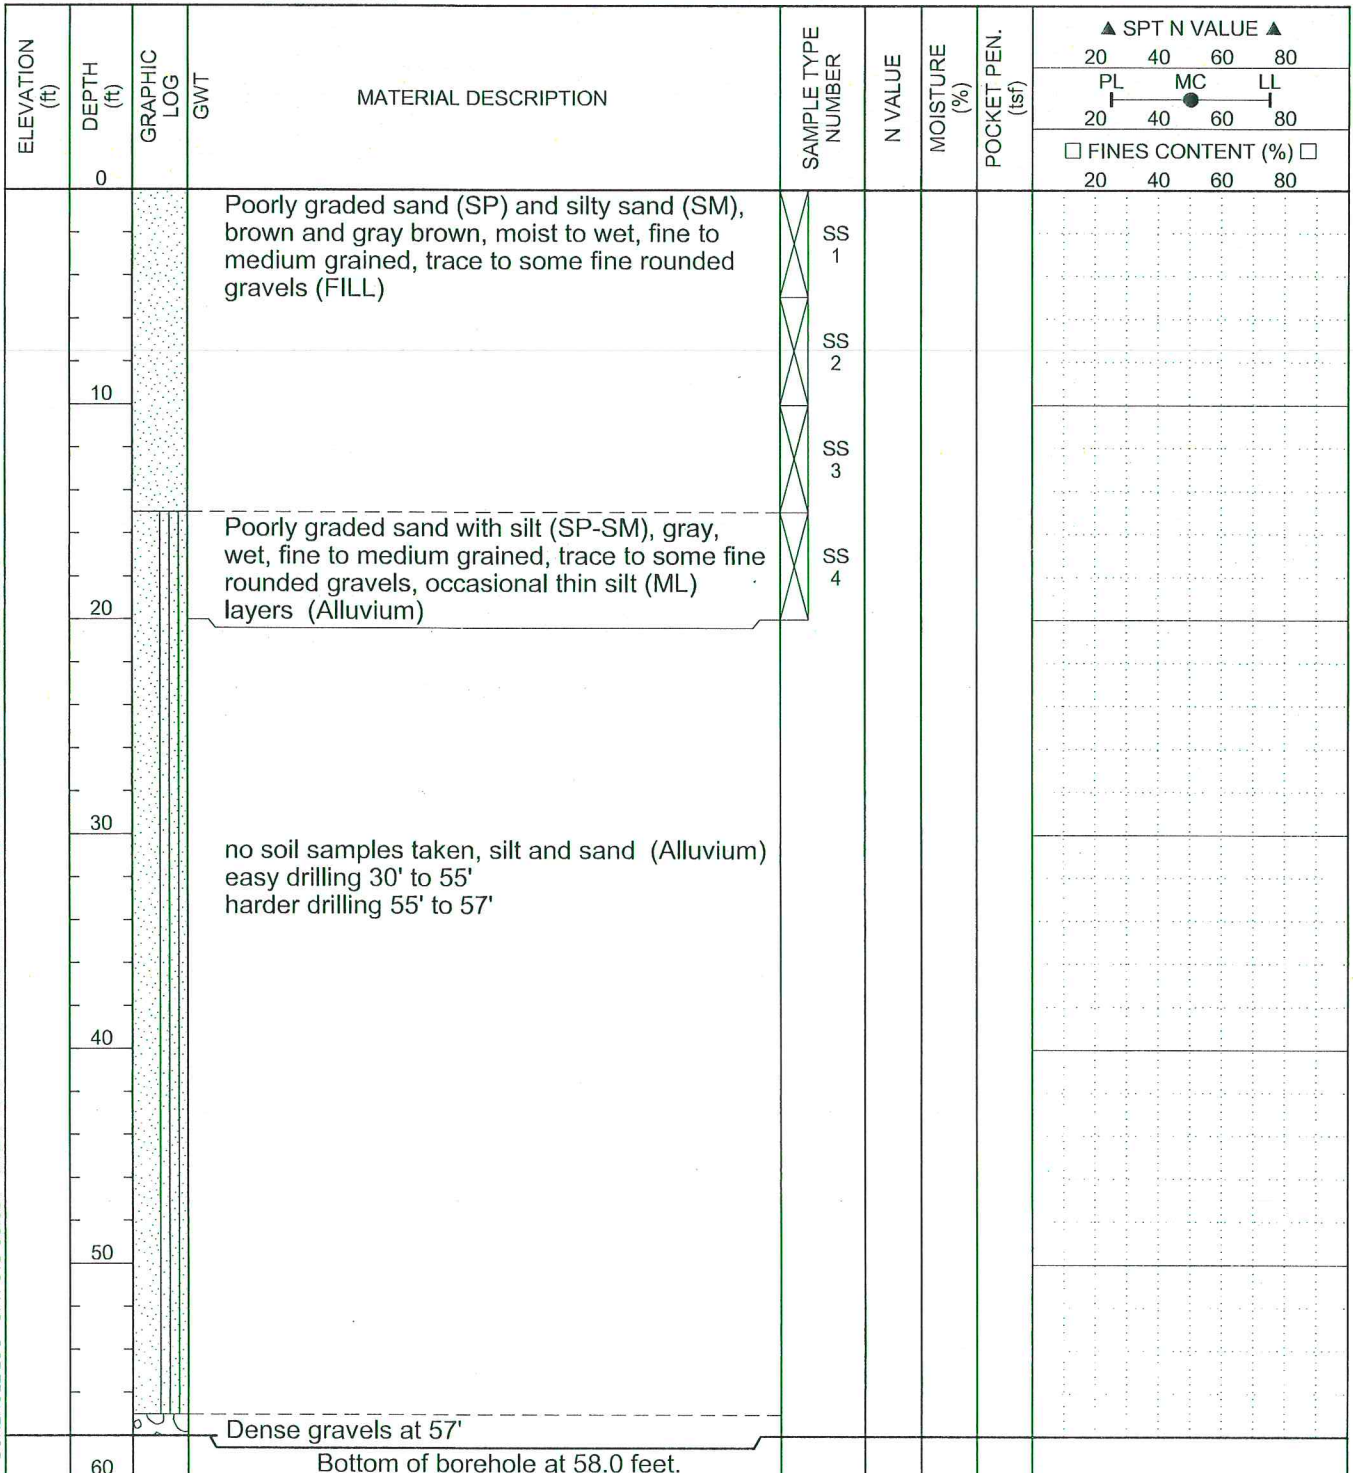 ELEVATION
(ft)
DEPTH
(ft)
GRAPHIC
LOG
GWT
MATERIAL DESCRIPTION
SAMPLE TYPE
NUMBER
N VALUE
MOISTURE
(%)
POCKET PEN.
(tsf)
▲ SPT N VALUE ▲
20 40 60 80
PL MC LL
20 40 60 80
☐ FINES CONTENT (%) ☐
20 40 60 80
0
Poorly graded sand (SP) and silty sand (SM),
brown and gray brown, moist to wet, fine to
medium grained, trace to some fine rounded
gravels (FILL)
SS
1
SS
2
10
SS
3
Poorly graded sand with silt (SP-SM), gray,
wet, fine to medium grained, trace to some fine
rounded gravels, occasional thin silt (ML)
layers (Alluvium)
SS
4
20
30
no soil samples taken, silt and sand (Alluvium)
easy drilling 30' to 55'
harder drilling 55' to 57'
40
50
Dense gravels at 57'
Bottom of borehole at 58.0 feet.
60